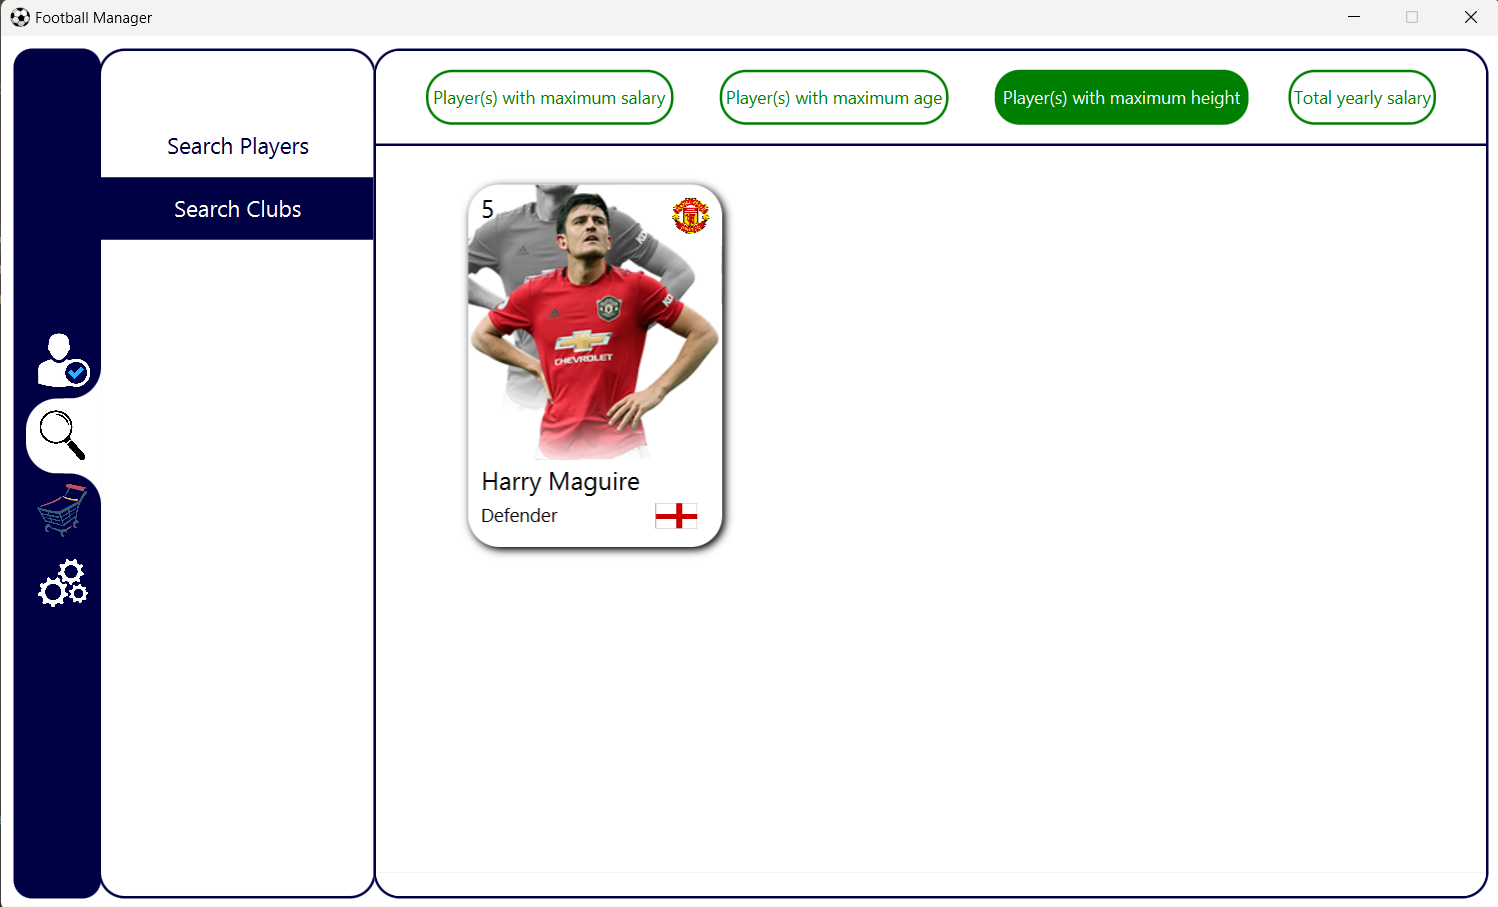 Football Manager
Search Players
Search Clubs
Player(s) with maximum salary
Player(s) with maximum age
Player(s) with maximum height
Total yearly salary
5
CHEVROLET
Harry Maguire
Defender